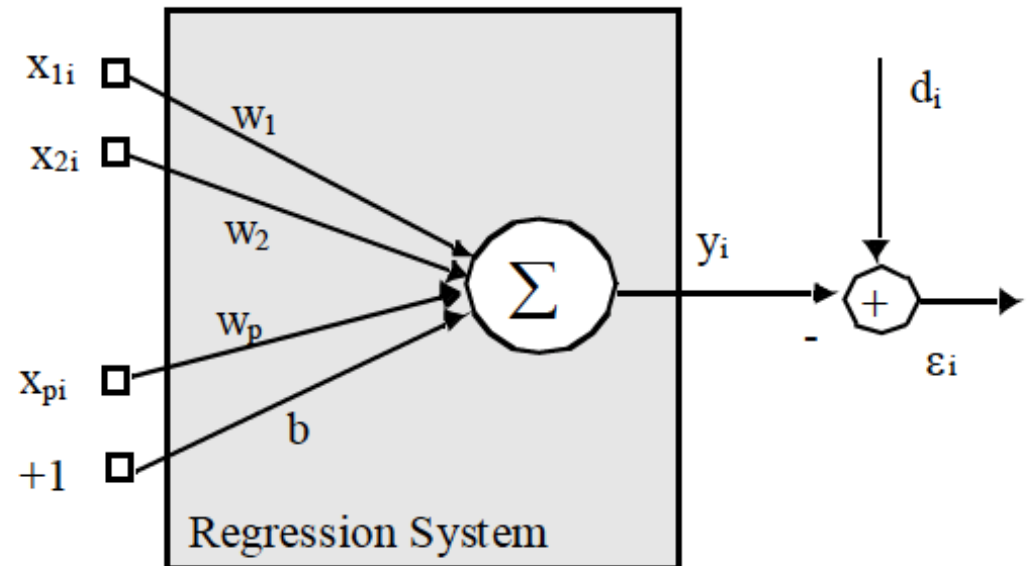 x₁ᵢ
w₁
dᵢ
x₂ᵢ
w₂
yᵢ
Σ
+
-
wₚ
εᵢ
xₚᵢ
b
+1
Regression System